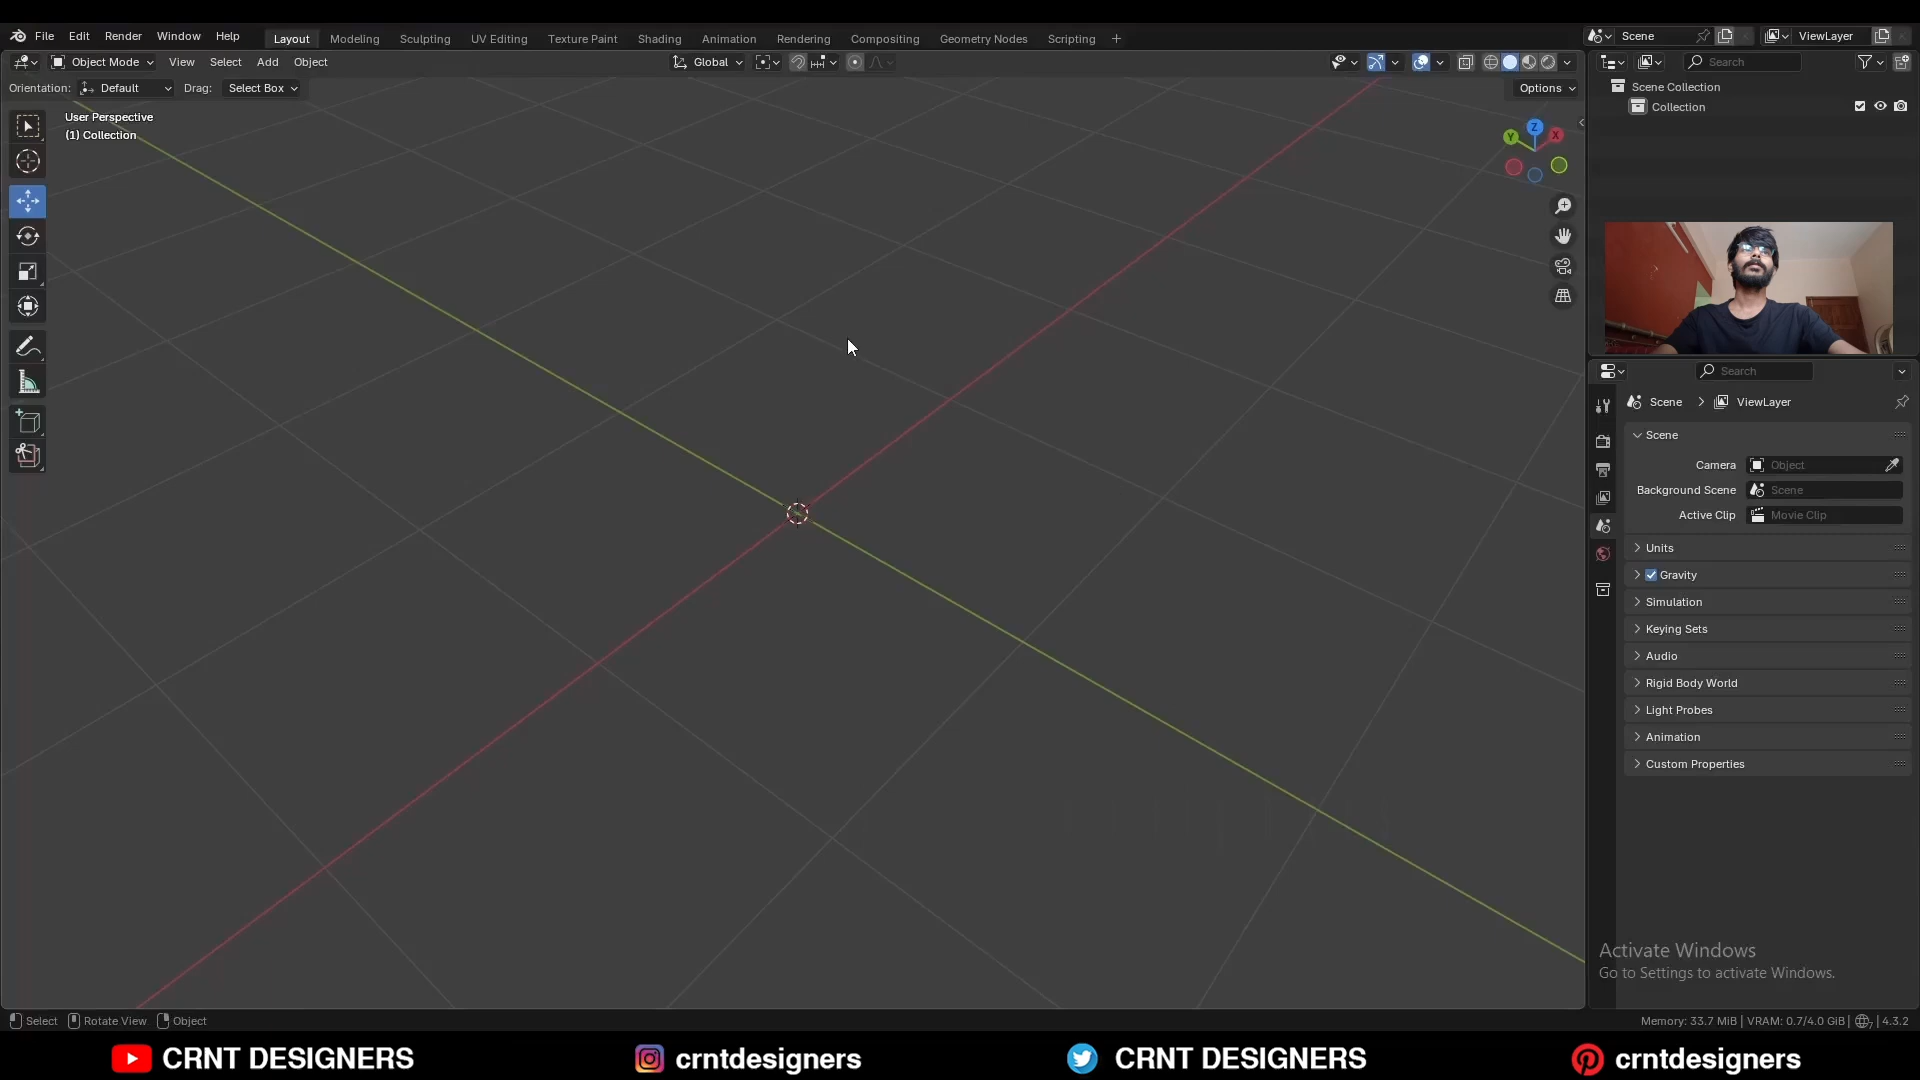 File Edit Render Window Help Layout Modeling Sculpting UV Editing Texture Paint Shading Animation Rendering Compositing Geometry Nodes Scripting + Scene ViewLayer
Object Mode View Select Add Object Global Search
Orientation: Default Drag: Select Box Options
Scene Collection
Collection
User Perspective
(1) Collection
Z
Y
X
Search
Scene ViewLayer
Scene
Camera Object
Background Scene Scene
Active Clip Movie Clip
Units
Gravity
Simulation
Keying Sets
Audio
Rigid Body World
Light Probes
Animation
Custom Properties
Activate Windows
Go to Settings to activate Windows.
Select Rotate View Object Memory: 33.7 MiB | VRAM: 0.7/4.0 GiB | 7 | 4.3.2
CRNT DESIGNERS crntdesigners CRNT DESIGNERS crntdesigners